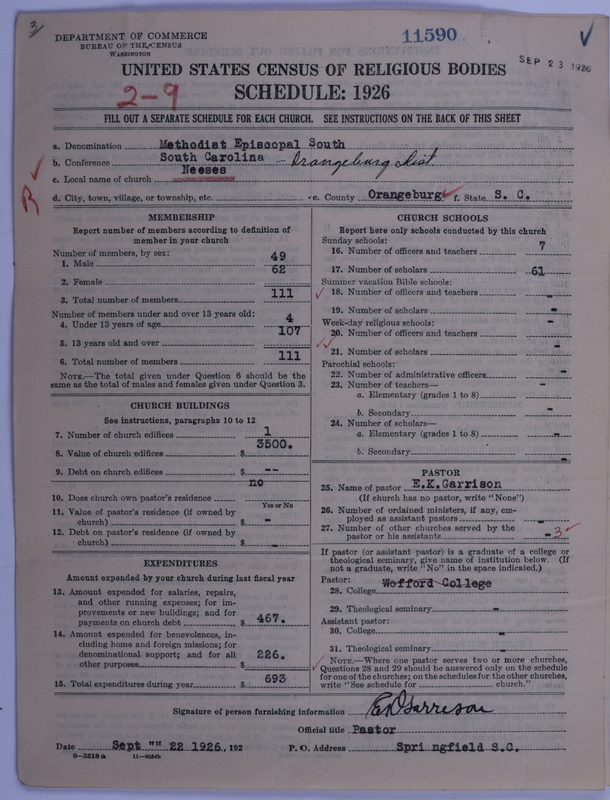 3
DEPARTMENT OF COMMERCE
BUREAU OF THE CENSUS
WASHINGTON
11590
SEP 23 1926
UNITED STATES CENSUS OF RELIGIOUS BODIES
2-9
SCHEDULE: 1926
FILL OUT A SEPARATE SCHEDULE FOR EACH CHURCH. SEE INSTRUCTIONS ON THE BACK OF THIS SHEET
a. Denomination Methodist Episcopal South
b. Conference South Carolina – Orangeburg Dist.
c. Local name of church Neeses
R
d. City, town, village, or township, etc. e. County Orangeburg f. State S. C.
MEMBERSHIP
Report number of members according to definition of
member in your church
Number of members, by sex:
1. Male 49
2. Female 62
3. Total number of members 111
Number of members under and over 13 years old:
4. Under 13 years of age 4
5. 13 years old and over 107
6. Total number of members 111
NOTE.—The total given under Question 6 should be the
same as the total of males and females given under Question 3.
CHURCH BUILDINGS
See instructions, paragraphs 10 to 12
7. Number of church edifices 1
8. Value of church edifices $ 3500.
9. Debt on church edifices $ --
10. Does church own pastor's residence no
Yes or No
11. Value of pastor's residence (if owned by
church) $ -
12. Debt on pastor's residence (if owned by
church) $ -
EXPENDITURES
Amount expended by your church during last fiscal year
13. Amount expended for salaries, repairs,
and other running expenses; for im-
provements or new buildings; and for
payments on church debt $ 467.
14. Amount expended for benevolences, in-
cluding home and foreign missions; for
denominational support; and for all
other purposes $ 226.
15. Total expenditures during year $ 693
CHURCH SCHOOLS
Report here only schools conducted by this church
Sunday schools:
16. Number of officers and teachers 7
17. Number of scholars 61
Summer vacation Bible schools:
18. Number of officers and teachers -
19. Number of scholars -
Week-day religious schools:
20. Number of officers and teachers -
21. Number of scholars -
Parochial schools:
22. Number of administrative officers -
23. Number of teachers—
a. Elementary (grades 1 to 8) -
b. Secondary -
24. Number of scholars—
a. Elementary (grades 1 to 8) -
b. Secondary -
PASTOR
25. Name of pastor E.K.Garrison
(If church has no pastor, write "None")
26. Number of ordained ministers, if any, em-
ployed as assistant pastors -
27. Number of other churches served by the
pastor or his assistants - 3
If pastor (or assistant pastor) is a graduate of a college or
theological seminary, give name of institution below. (If
not a graduate, write "No" in the space indicated.)
Pastor:
28. College Wofford College
29. Theological seminary -
Assistant pastor:
30. College -
31. Theological seminary -
NOTE.—Where one pastor serves two or more churches,
Questions 28 and 29 should be answered only on the schedule
for one of the churches; on the schedules for the other churches,
write "See schedule for church."
Signature of person furnishing information E K Garrison
Official title Pastor
Date Sept "" 22 1926., 192 P. O. Address Springfield S.C.
8-5518a 11-9684b